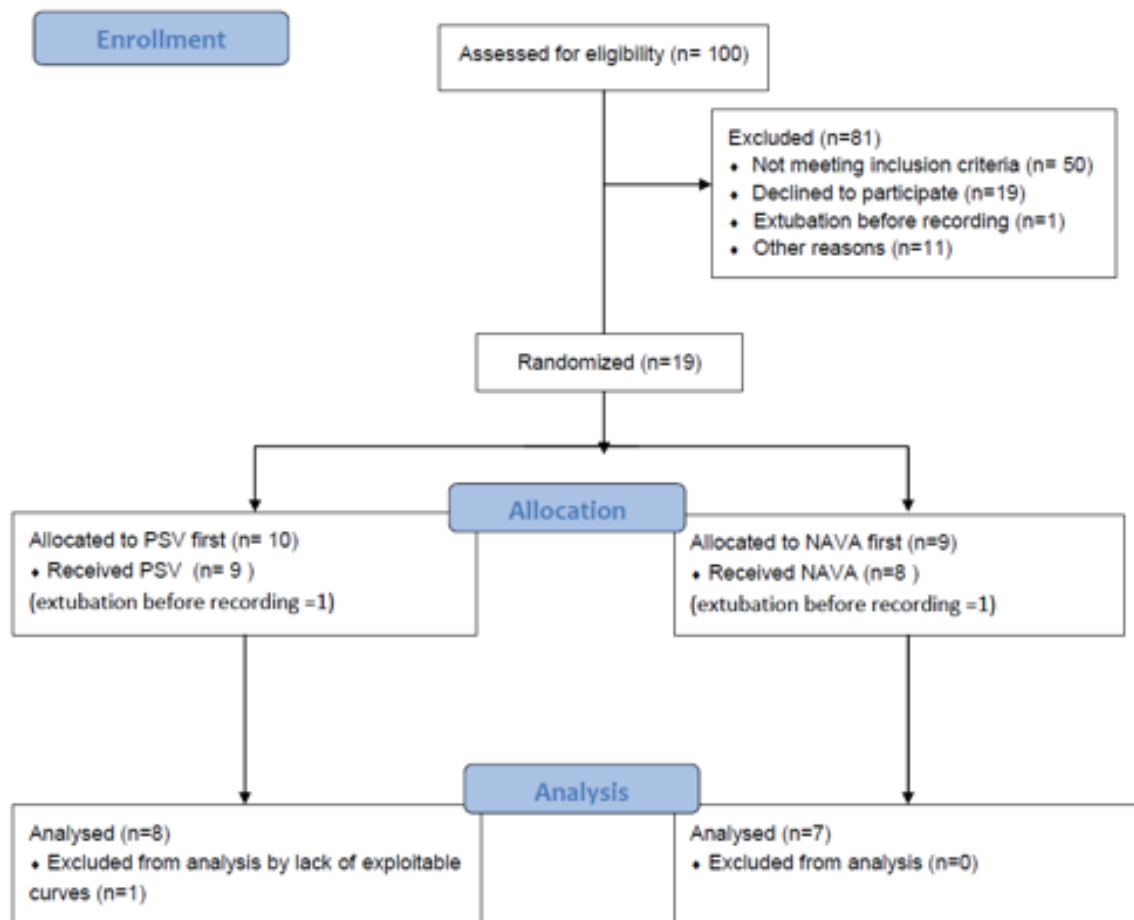 Enrollment
Assessed for eligibility (n= 100)
Excluded (n=81)
⬧ Not meeting inclusion criteria (n= 50)
⬧ Declined to participate (n=19)
⬧ Extubation before recording (n=1)
⬧ Other reasons (n=11)
Randomized (n=19)
Allocation
Allocated to PSV first (n= 10)
⬧ Received PSV (n= 9 )
(extubation before recording =1)
Allocated to NAVA first (n=9)
⬧ Received NAVA (n=8 )
(extubation before recording =1)
Analysis
Analysed (n=8)
⬧ Excluded from analysis by lack of exploitable
curves (n=1)
Analysed (n=7)
⬧ Excluded from analysis (n=0)